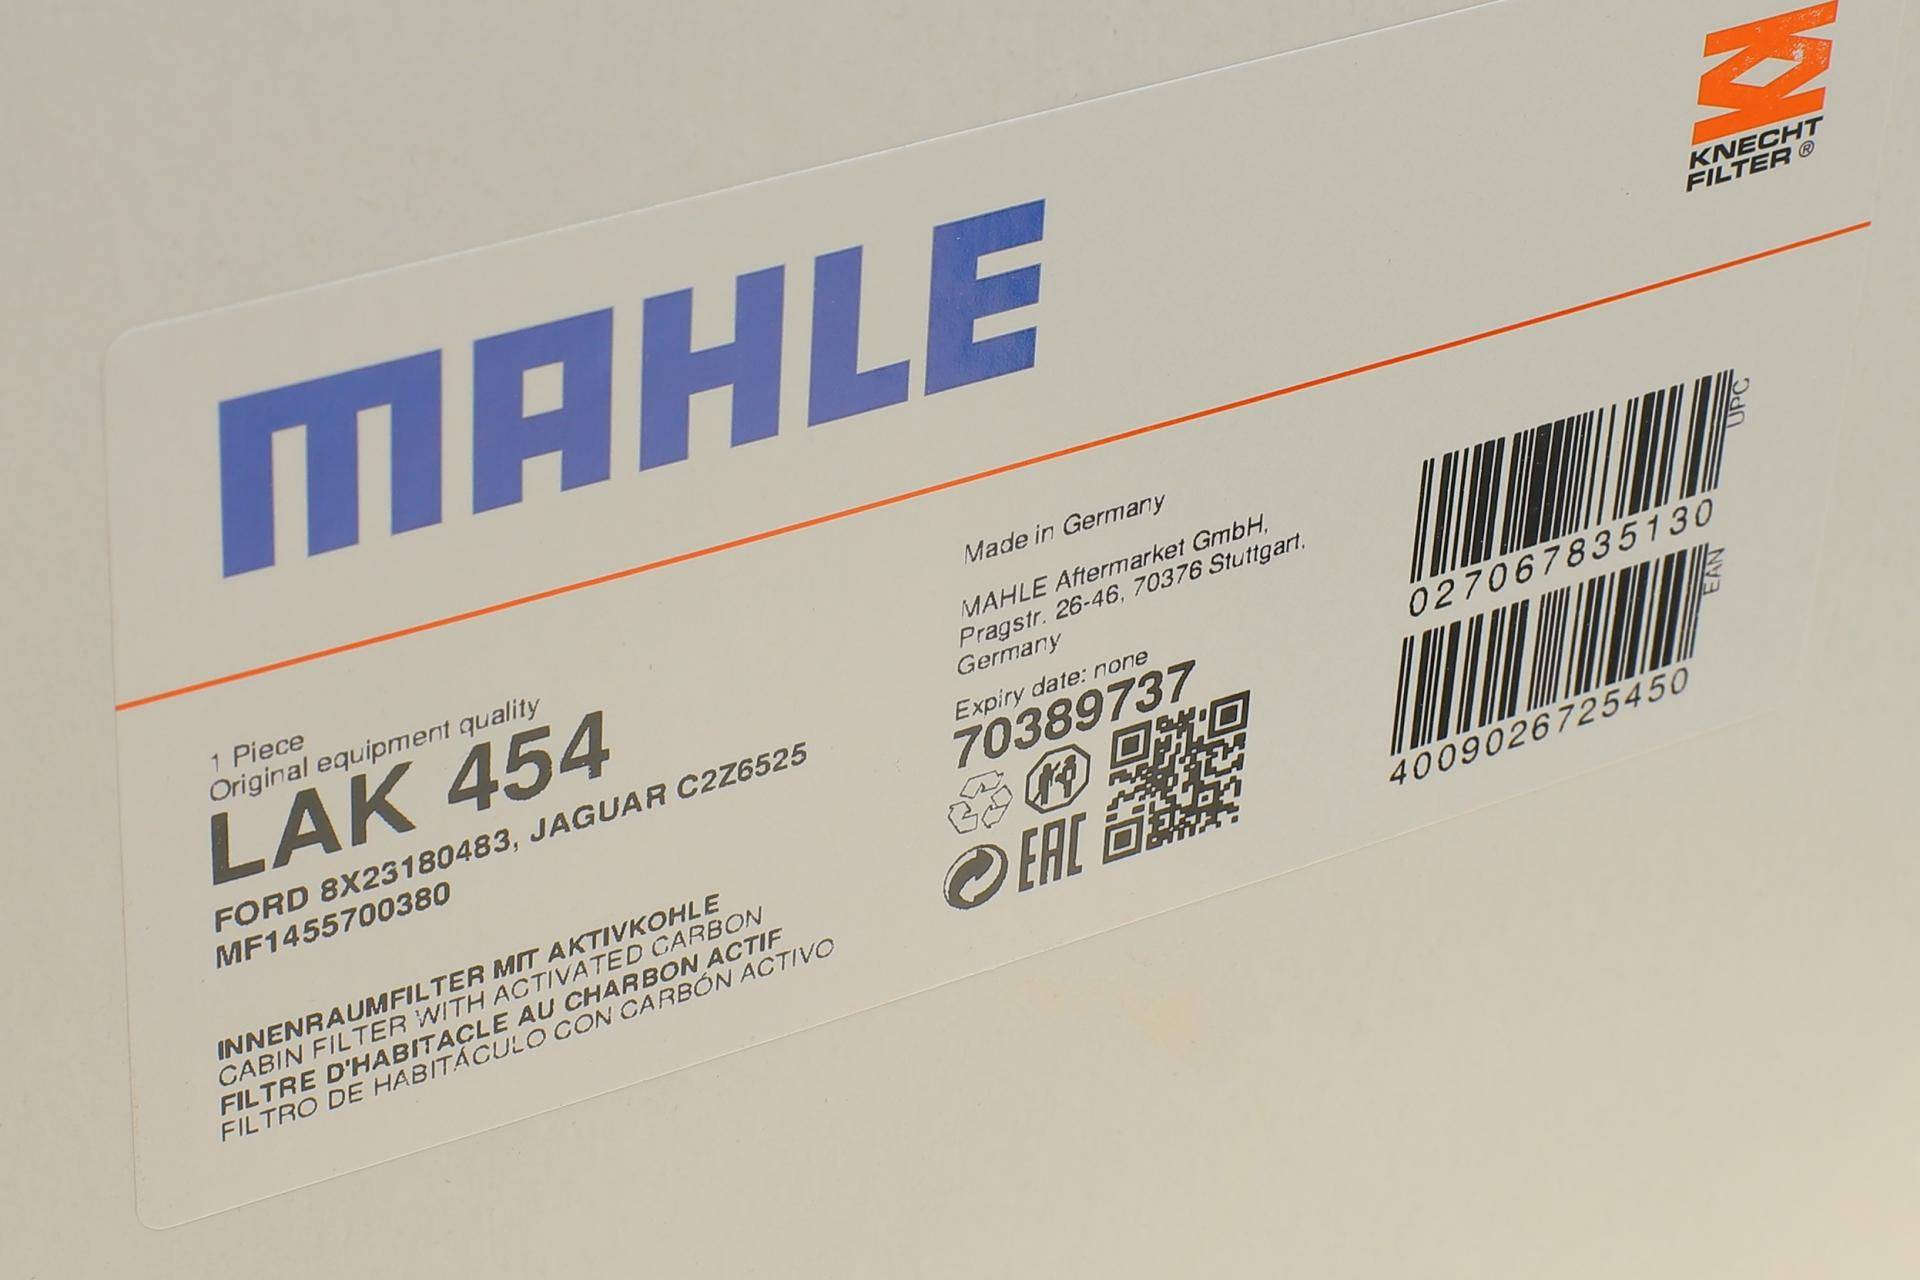 KNECHT
FILTER®
MAHLE
1 Piece
Original equipment quality
LAK 454
FORD 8X23180483, JAGUAR C2Z6525
MF1455700380
INNENRAUMFILTER MIT AKTIVKOHLE
CABIN FILTER WITH ACTIVATED CARBON
FILTRE D'HABITACLE AU CHARBON ACTIF
FILTRO DE HABITÁCULO CON CARBÓN ACTIVO
Made in Germany
MAHLE Aftermarket GmbH,
Pragstr. 26-46, 70376 Stuttgart,
Germany
Expiry date: none
70389737
EAC
UPC
027067835130
EAN
4009026725450